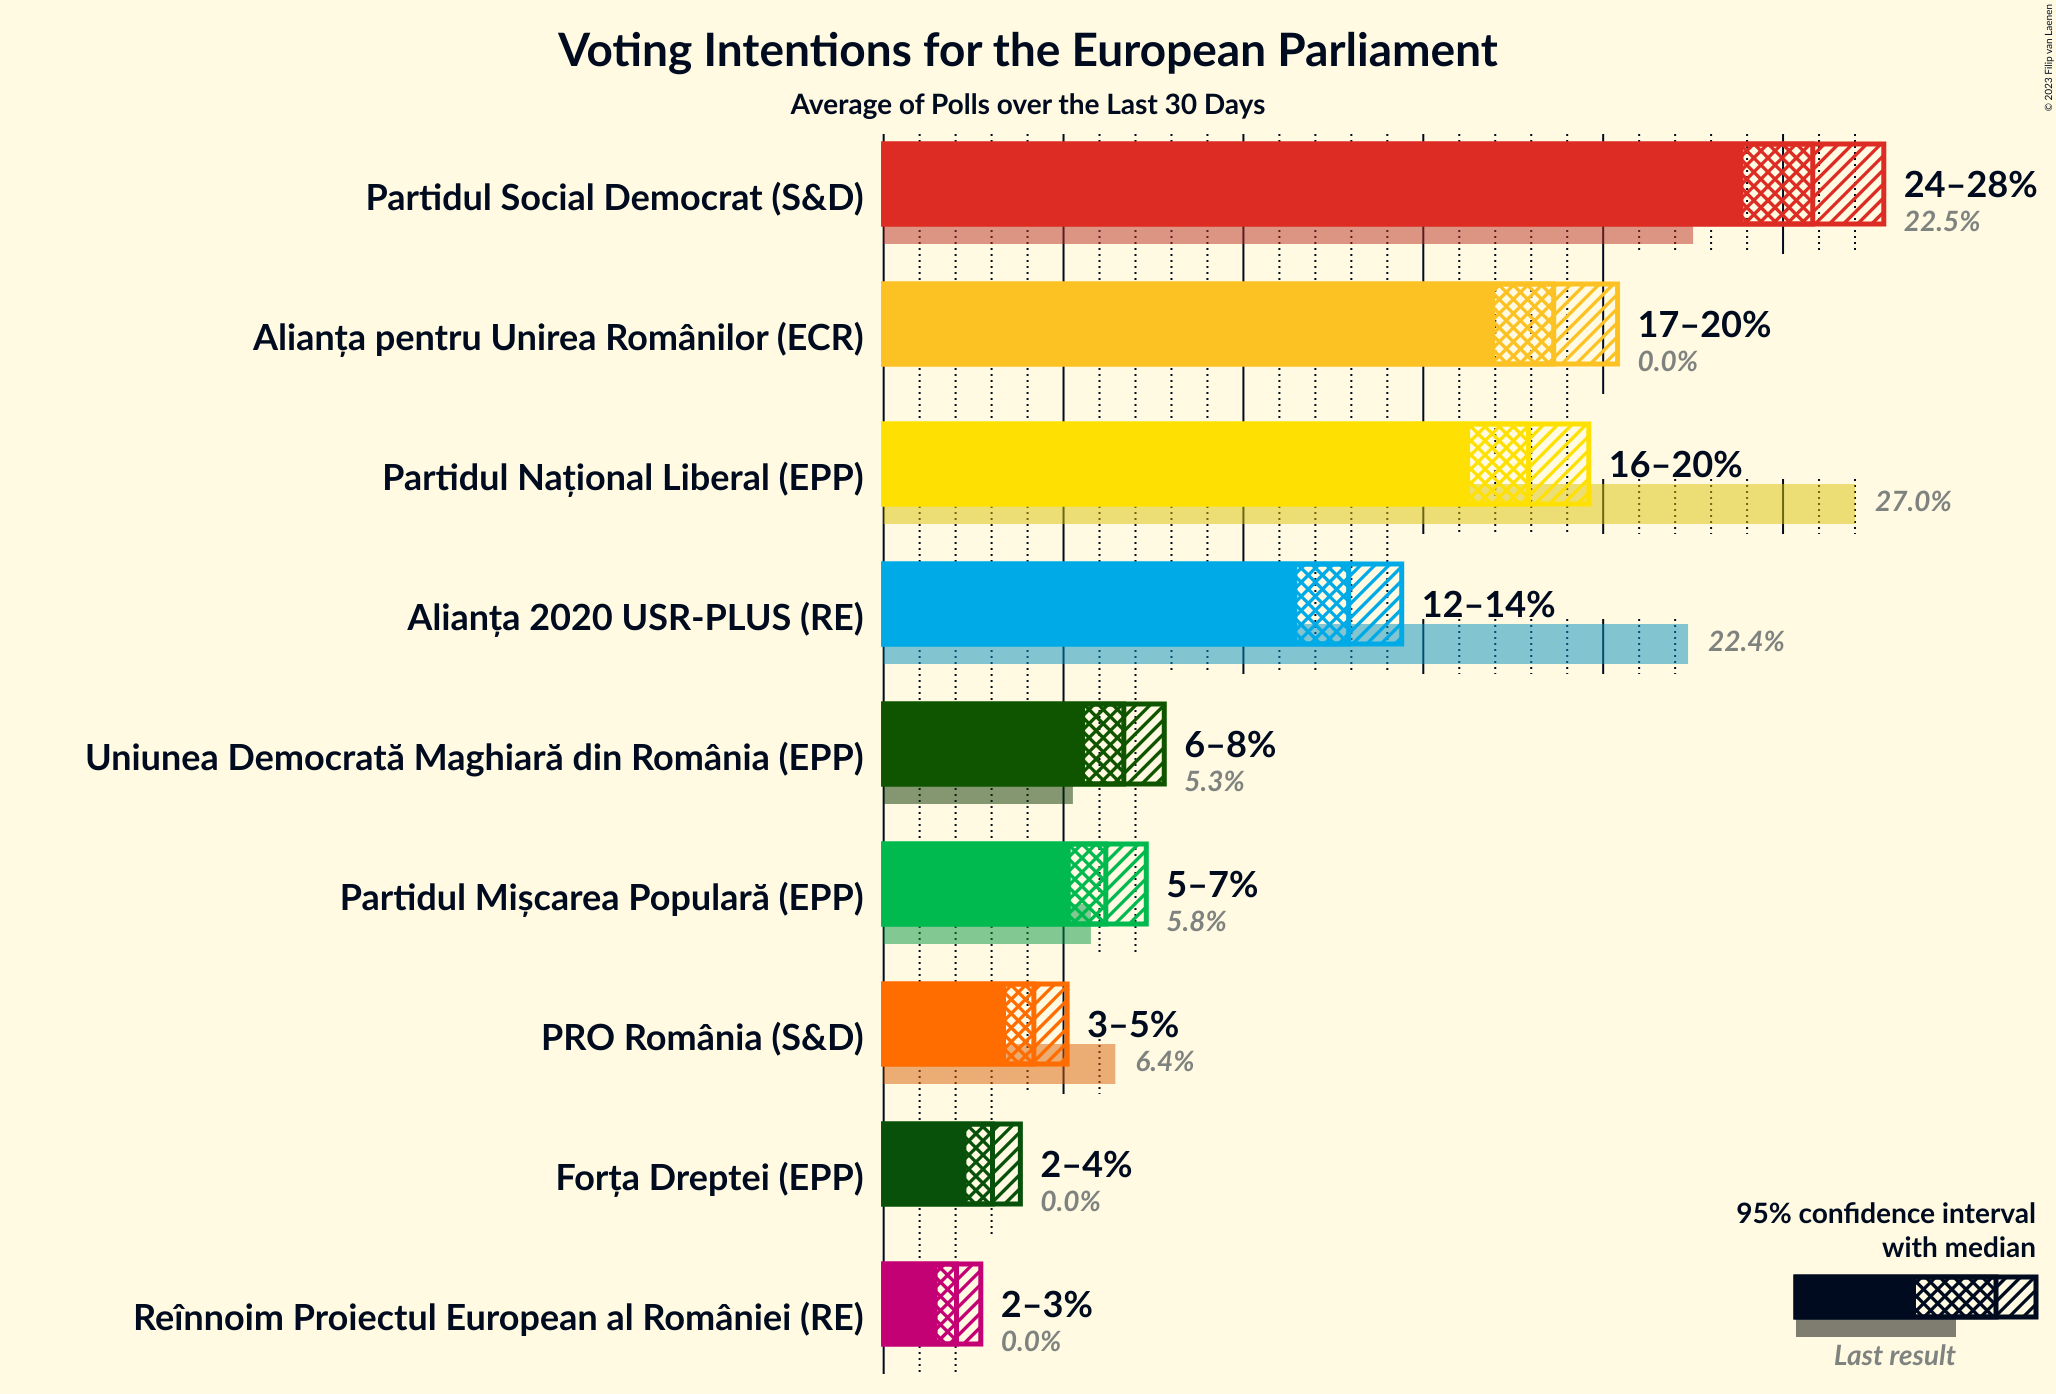 © 2023 Filip van Laenen
Voting Intentions for the European Parliament
Average of Polls over the Last 30 Days
Partidul Social Democrat (S&D)
24–28%
22.5%
Alianța pentru Unirea Românilor (ECR)
17–20%
0.0%
Partidul Național Liberal (EPP)
16–20%
27.0%
Alianța 2020 USR-PLUS (RE)
12–14%
22.4%
Uniunea Democrată Maghiară din România (EPP)
6–8%
5.3%
Partidul Mișcarea Populară (EPP)
5–7%
5.8%
PRO România (S&D)
3–5%
6.4%
Forța Dreptei (EPP)
2–4%
0.0%
Reînnoim Proiectul European al României (RE)
2–3%
0.0%
95% confidence interval
with median
Last result